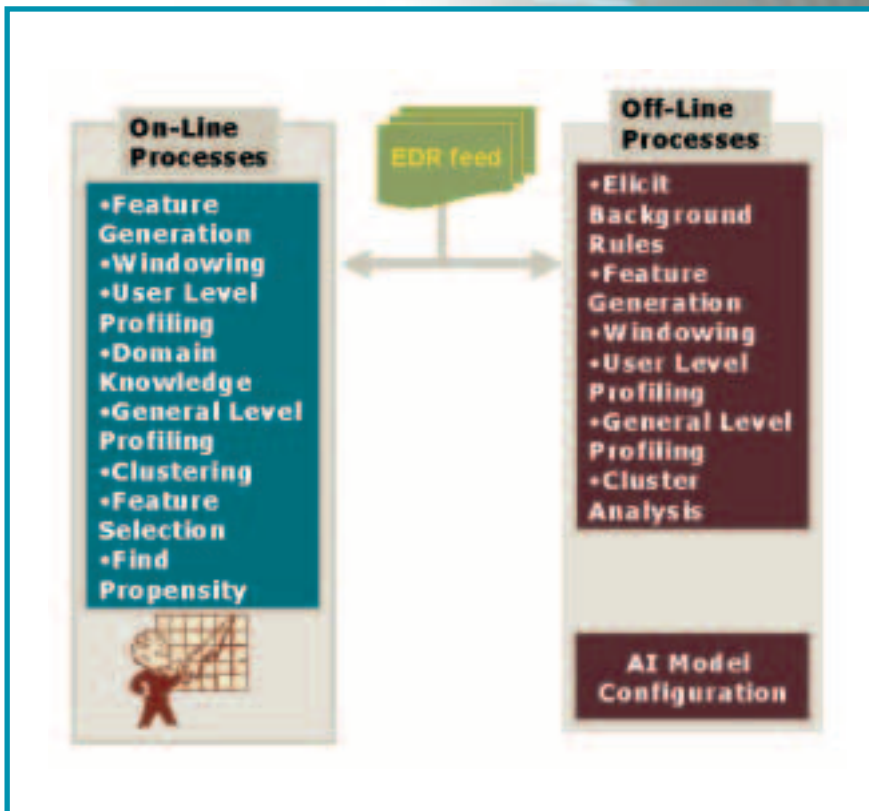 On-Line
Processes
•Feature
Generation
•Windowing
•User Level
Profiling
•Domain
Knowledge
•General Level
Profiling
•Clustering
•Feature
Selection
•Find
Propensity
EDR feed
Off-Line
Processes
•Elicit
Background
Rules
•Feature
Generation
•Windowing
•User Level
Profiling
•General Level
Profiling
•Cluster
Analysis
AI Model
Configuration